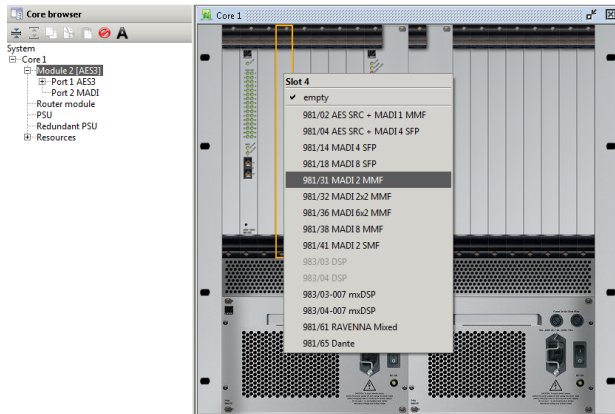 Core browser
Core 1
System
Core 1
Module 2 [AES3]
Port 1 AES3
Port 2 MADI
Router module
PSU
Redundant PSU
Resources
Slot 4
empty
981/02 AES SRC + MADI 1 MMF
981/04 AES SRC + MADI 4 SFP
981/14 MADI 4 SFP
981/18 MADI 8 SFP
981/31 MADI 2 MMF
981/32 MADI 2x2 MMF
981/36 MADI 6x2 MMF
981/38 MADI 8 MMF
981/41 MADI 2 SMF
983/03 DSP
983/04 DSP
983/03-007 mxDSP
983/04-007 mxDSP
981/61 RAVENNA Mixed
981/65 Dante